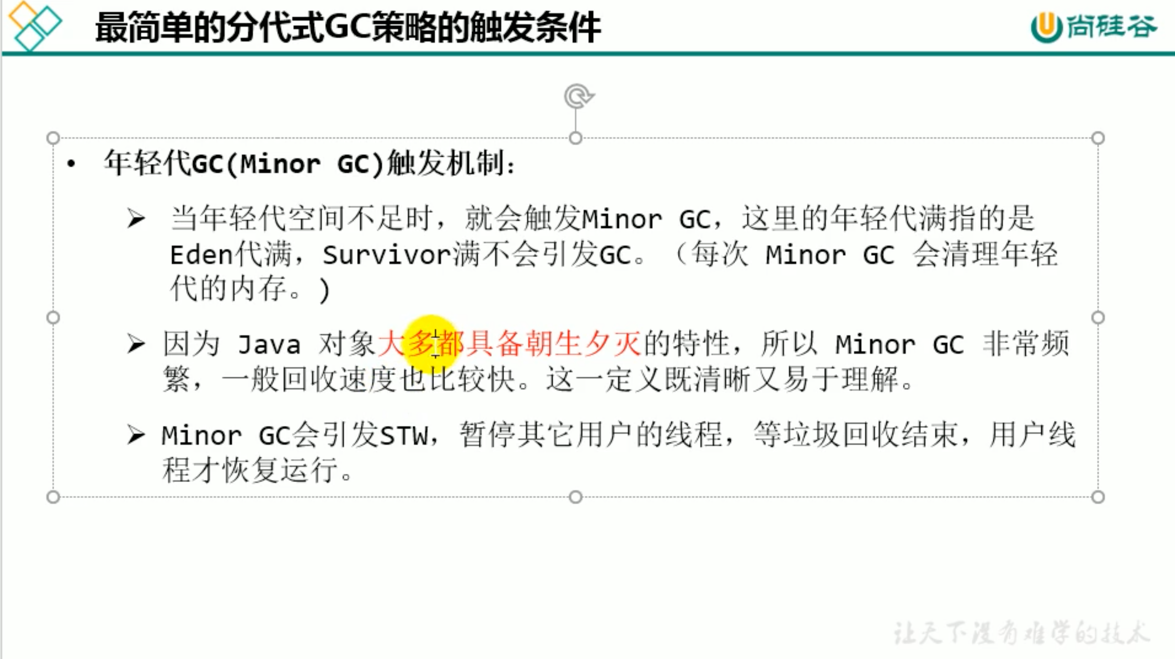 最简单的分代式GC策略的触发条件
尚硅谷
• 年轻代GC(Minor GC)触发机制：
➢ 当年轻代空间不足时，就会触发Minor GC，这里的年轻代满指的是
Eden代满，Survivor满不会引发GC。（每次 Minor GC 会清理年轻
代的内存。)
➢ 因为 Java 对象大多都具备朝生夕灭的特性，所以 Minor GC 非常频
繁，一般回收速度也比较快。这一定义既清晰又易于理解。
➢ Minor GC会引发STW，暂停其它用户的线程，等垃圾回收结束，用户线
程才恢复运行。
让天下没有难学的技术